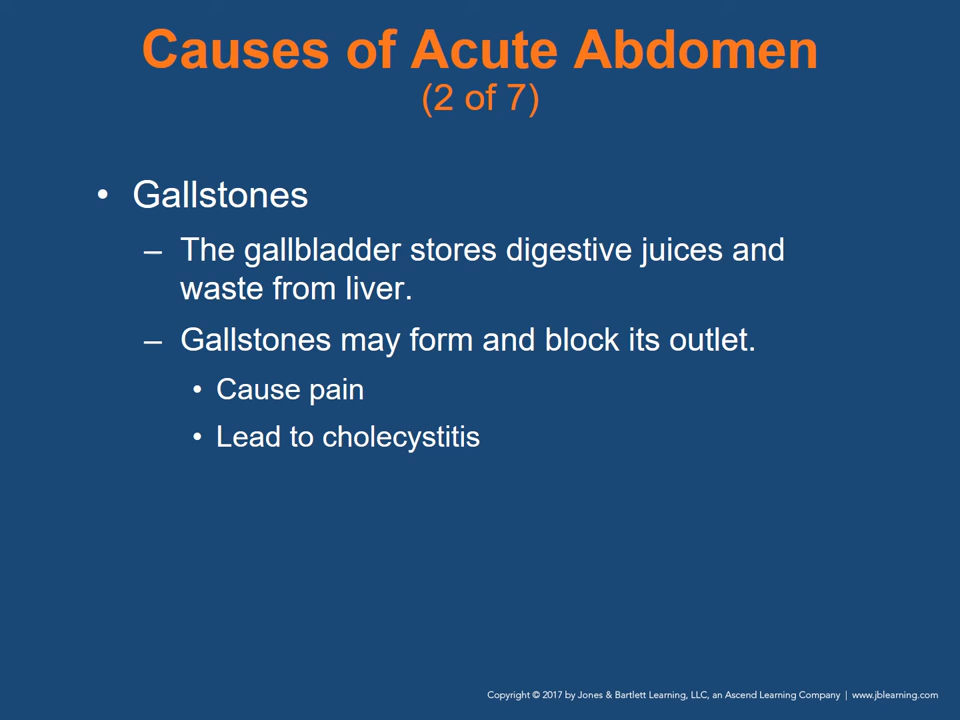 Causes of Acute Abdomen
(2 of 7)
• Gallstones
– The gallbladder stores digestive juices and
waste from liver.
– Gallstones may form and block its outlet.
• Cause pain
• Lead to cholecystitis
Copyright © 2017 by Jones & Bartlett Learning, LLC, an Ascend Learning Company | www.jblearning.com